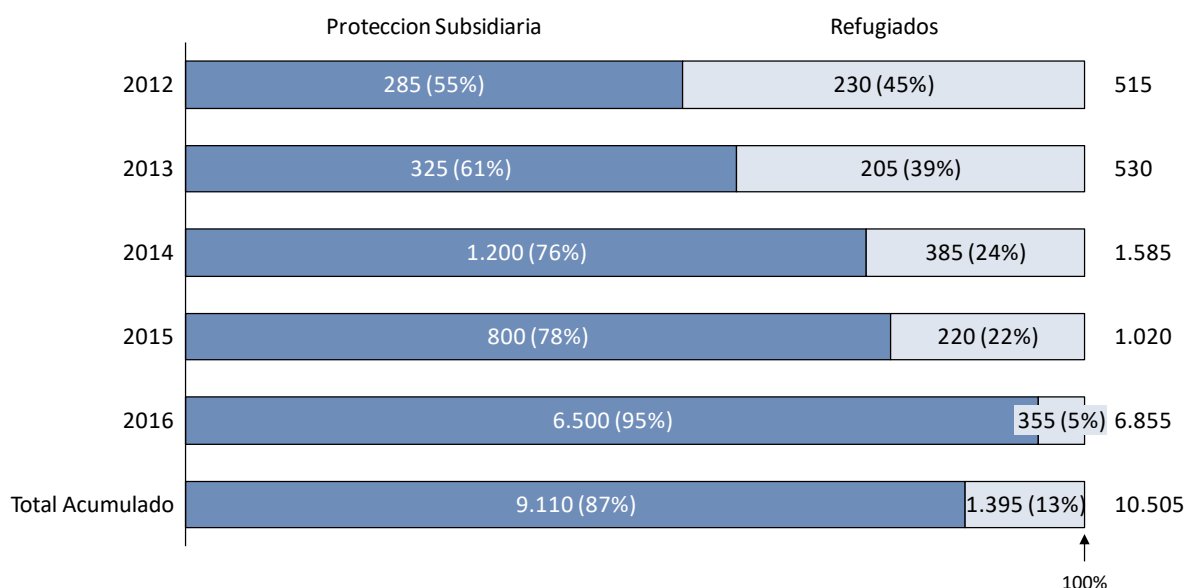 Proteccion Subsidiaria Refugiados
2012 285 (55%) 230 (45%) 515
2013 325 (61%) 205 (39%) 530
2014 1.200 (76%) 385 (24%) 1.585
2015 800 (78%) 220 (22%) 1.020
2016 6.500 (95%) 355 (5%) 6.855
Total Acumulado 9.110 (87%) 1.395 (13%) 10.505
100%